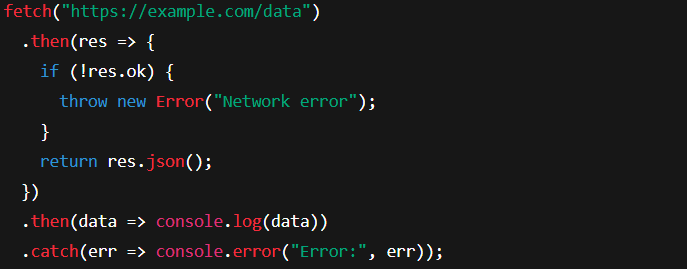 fetch("https://example.com/data")
  .then(res => {
    if (!res.ok) {
      throw new Error("Network error");
    }
    return res.json();
  })
  .then(data => console.log(data))
  .catch(err => console.error("Error:", err));